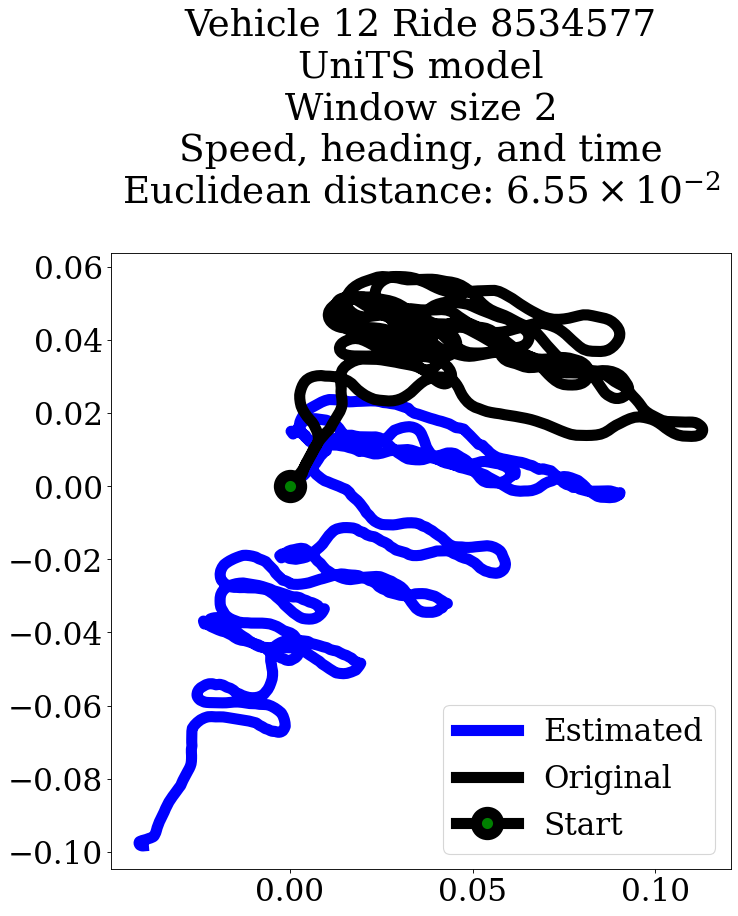 Vehicle 12 Ride 8534577
UniTS model
Window size 2
Speed, heading, and time
Euclidean distance: 6.55 × 10⁻²
0.06
0.04
0.02
0.00
−0.02
−0.04
−0.06
−0.08
−0.10
0.00 0.05 0.10
Estimated
Original
Start